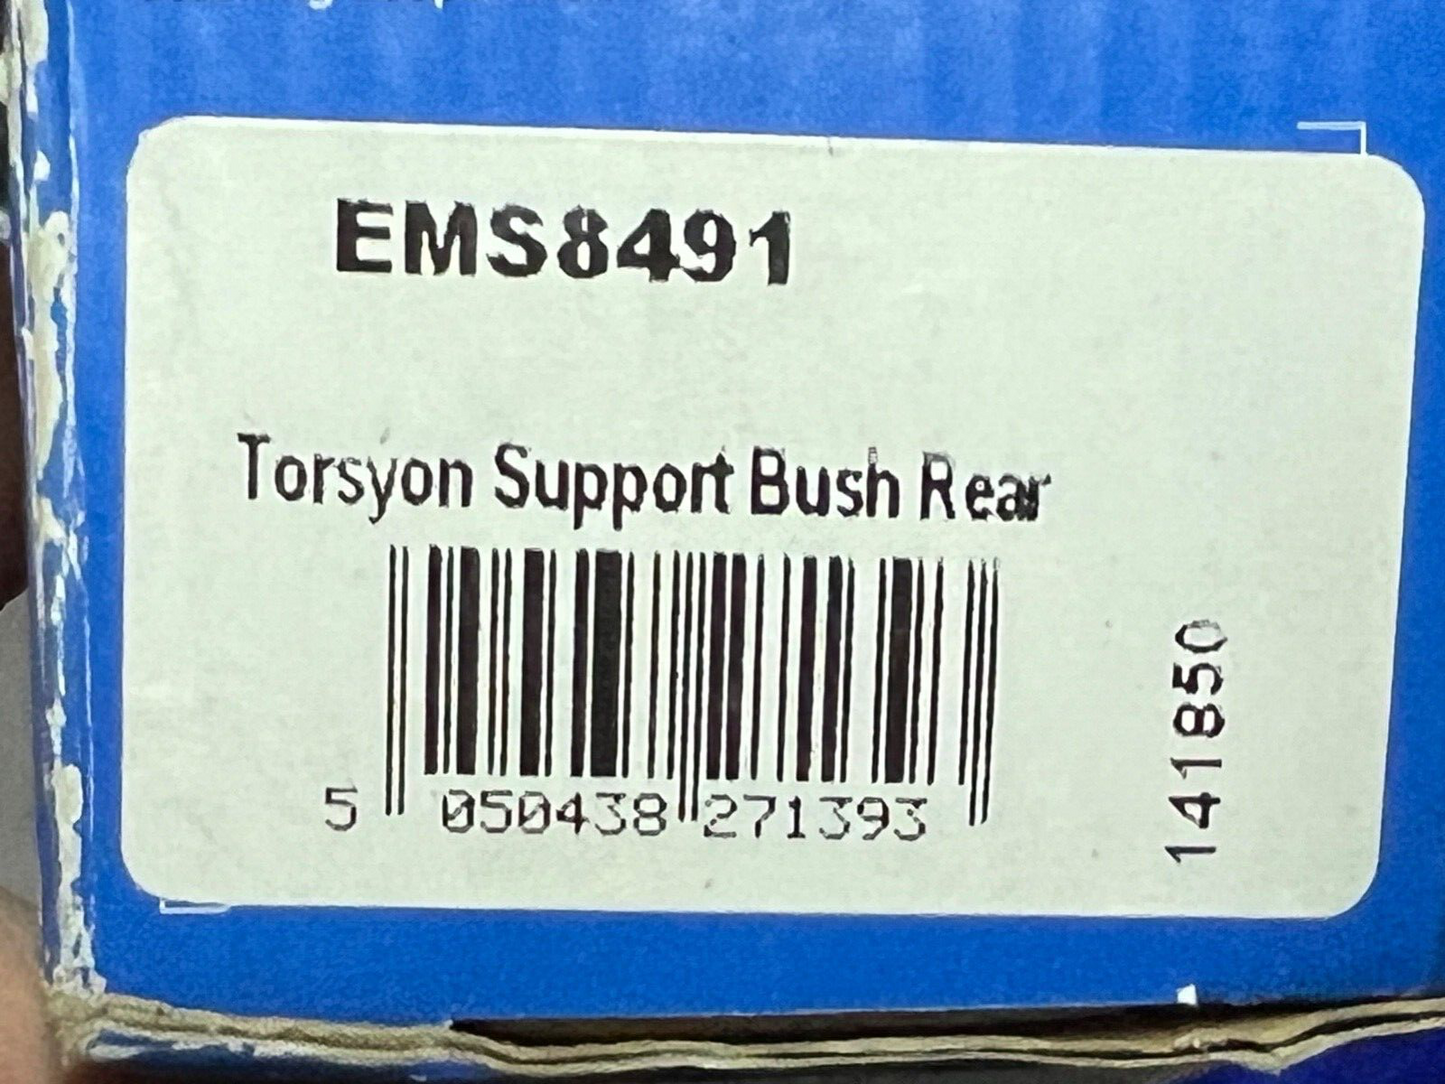 EMS8491
Torsyon Support Bush Rear
5 050438 271393
141850